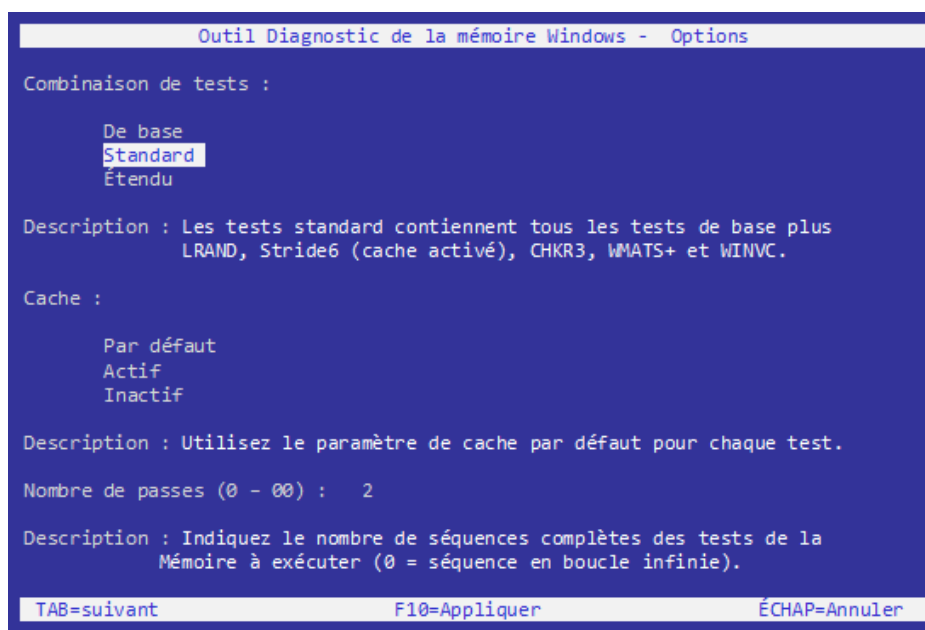 Outil Diagnostic de la mémoire Windows - Options
Combinaison de tests :
De base
Standard
Étendu
Description : Les tests standard contiennent tous les tests de base plus
LRAND, Stride6 (cache activé), CHKR3, WMATS+ et WINVC.
Cache :
Par défaut
Actif
Inactif
Description : Utilisez le paramètre de cache par défaut pour chaque test.
Nombre de passes (0 – 00) : 2
Description : Indiquez le nombre de séquences complètes des tests de la
Mémoire à exécuter (0 = séquence en boucle infinie).
TAB=suivant F10=Appliquer ÉCHAP=Annuler